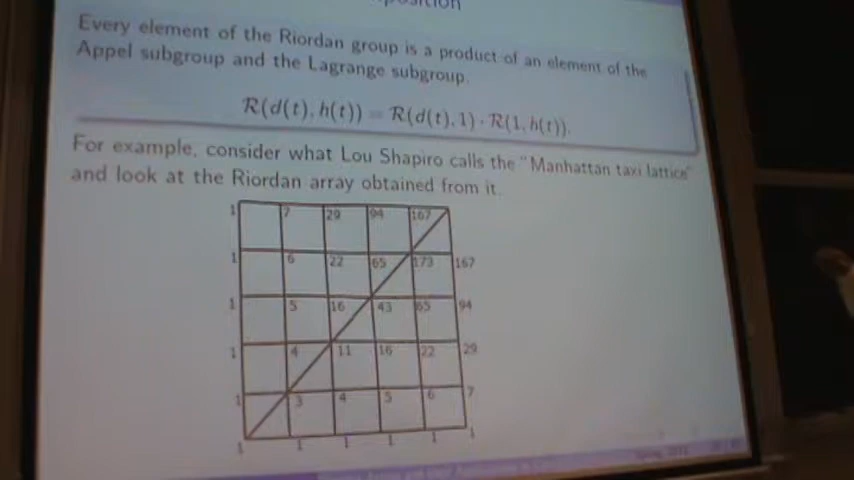 Every element of the Riordan group is a product of an element of the
Appel subgroup and the Lagrange subgroup.
R(d(t), h(t)) = R(d(t), 1) · R(1, h(t)).
For example, consider what Lou Shapiro calls the "Manhattan taxi lattice"
and look at the Riordan array obtained from it.
1 7 29 94 167
1 6 22 65 173 167
1 5 16 43 65 94
1 4 11 16 22 29
1 3 4 5 6 7
1 1 1 1 1 1